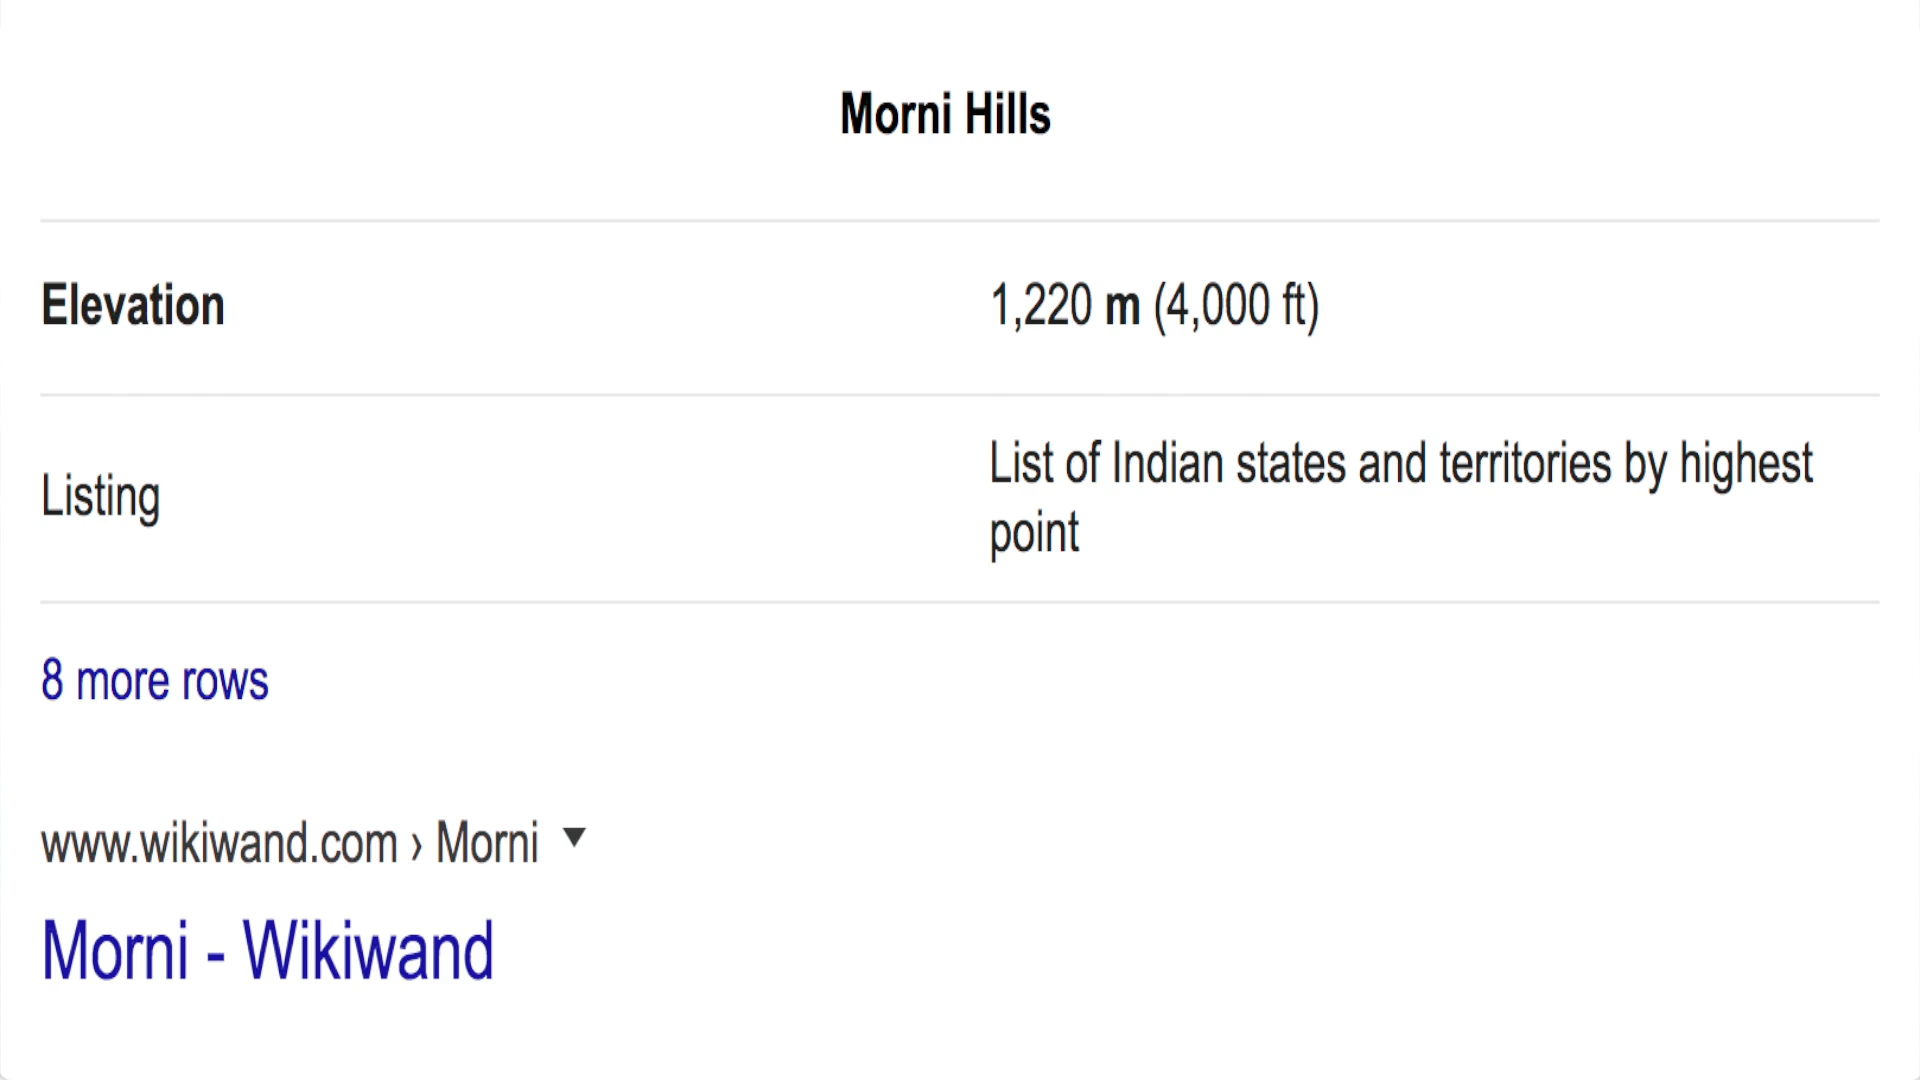 Morni Hills
Elevation
1,220 m (4,000 ft)
Listing
List of Indian states and territories by highest
point
8 more rows
www.wikiwand.com › Morni ▼
Morni - Wikiwand